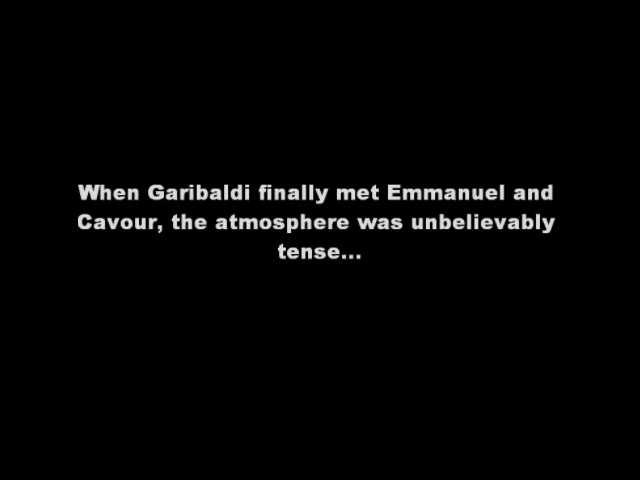 When Garibaldi finally met Emmanuel and
Cavour, the atmosphere was unbelievably
tense...